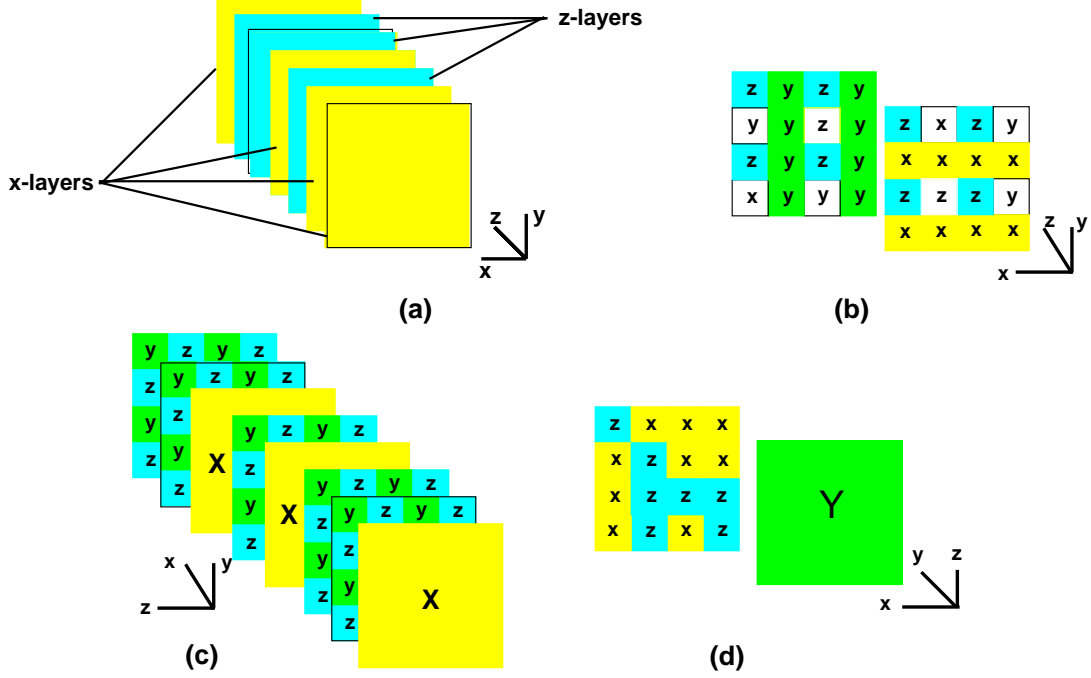 z-layers
x-layers
z
y
x
(a)
z y z y
y y z y
z y z y
x y y y
z x z y
x x x x
z z z y
x x x x
z
y
x
(b)
y z y z
z
y
z
y z y z
z
y
z
X
y z y z
z
y
z
X
y z y z
z
y
z
y z y z
z
y
z
X
x
y
z
(c)
z x x x
x z x x
x z z z
x z x z
Y
y
z
x
(d)